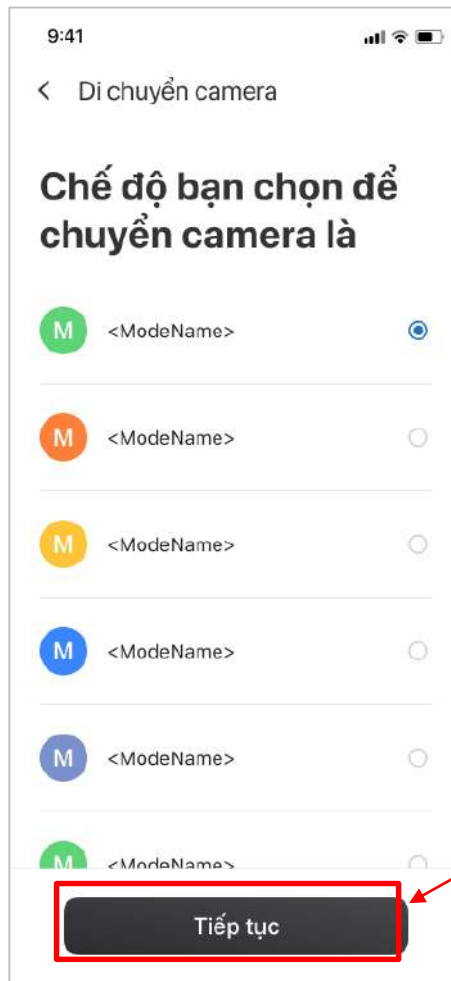 9:41
Di chuyển camera
Chế độ bạn chọn để
chuyển camera là
M <ModeName>
M <ModeName>
M <ModeName>
M <ModeName>
M <ModeName>
M <ModeName>
Tiếp tục